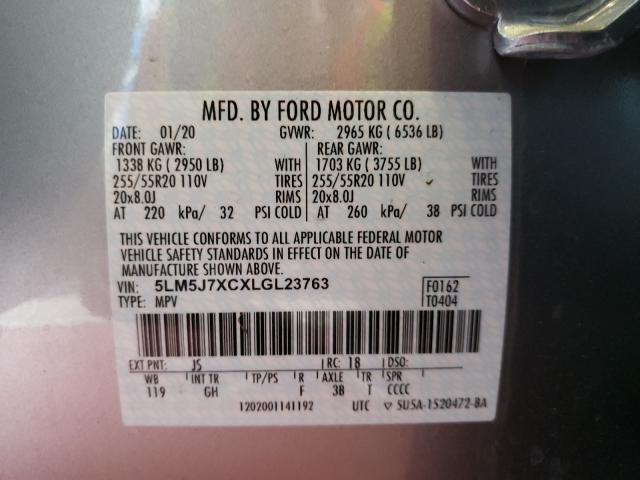 MFD. BY FORD MOTOR CO.
DATE: 01/20 GVWR: 2965 KG ( 6536 LB)
FRONT GAWR: REAR GAWR:
1338 KG ( 2950 LB) WITH 1703 KG ( 3755 LB) WITH
255/55R20 110V TIRES 255/55R20 110V TIRES
20x8.0J RIMS 20x8.0J RIMS
AT 220 kPa/ 32 PSI COLD AT 260 kPa/ 38 PSI COLD
THIS VEHICLE CONFORMS TO ALL APPLICABLE FEDERAL MOTOR
VEHICLE SAFETY STANDARDS IN EFFECT ON THE DATE OF
MANUFACTURE SHOWN ABOVE.
VIN: 5LM5J7XCXLGL23763 F0162
TYPE: MPV T0404
EXT PNT: JS RC: 18 DSO:
WB INT TR TP/PS R AXLE TR SPR
119 GH F 3B T CCCC
1202001141192 UTC ▽ 5U5A-1520472-BA